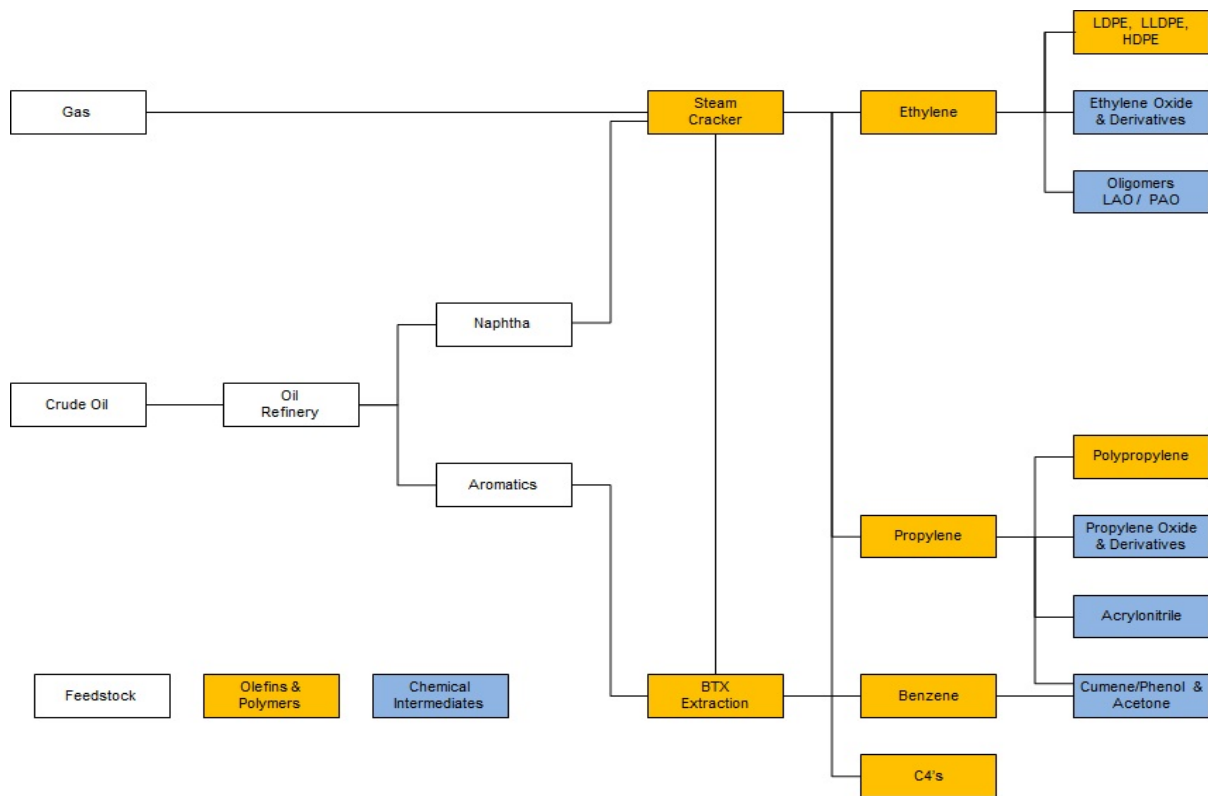 LDPE, LLDPE,
HDPE
Gas
Steam
Cracker
Ethylene
Ethylene Oxide
& Derivatives
Oligomers
LAO / PAO
Naphtha
Crude Oil
Oil
Refinery
Polypropylene
Aromatics
Propylene
Propylene Oxide
& Derivatives
Acrylonitrile
Feedstock
Olefins &
Polymers
Chemical
Intermediates
BTX
Extraction
Benzene
Cumene/Phenol &
Acetone
C4's